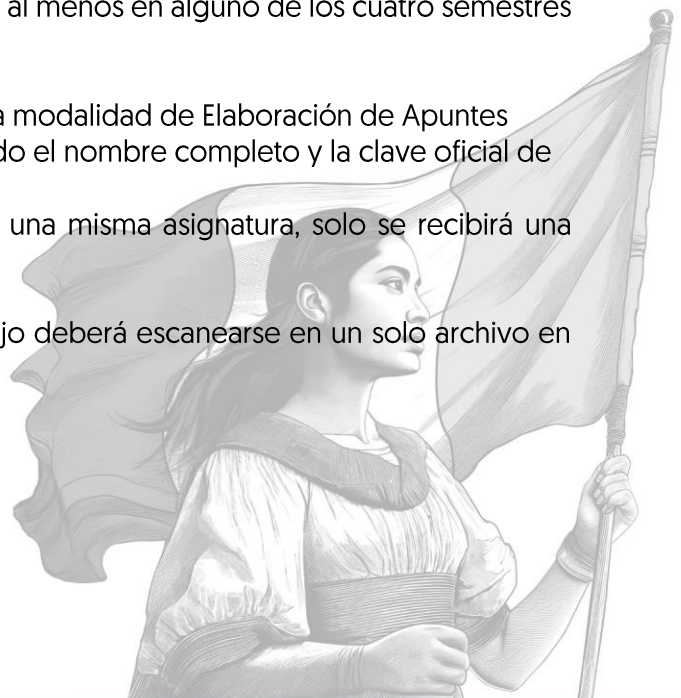 al menos en alguno de los cuatro semestres
a modalidad de Elaboración de Apuntes
do el nombre completo y la clave oficial de
una misma asignatura, solo se recibirá una
jo deberá escanearse en un solo archivo en